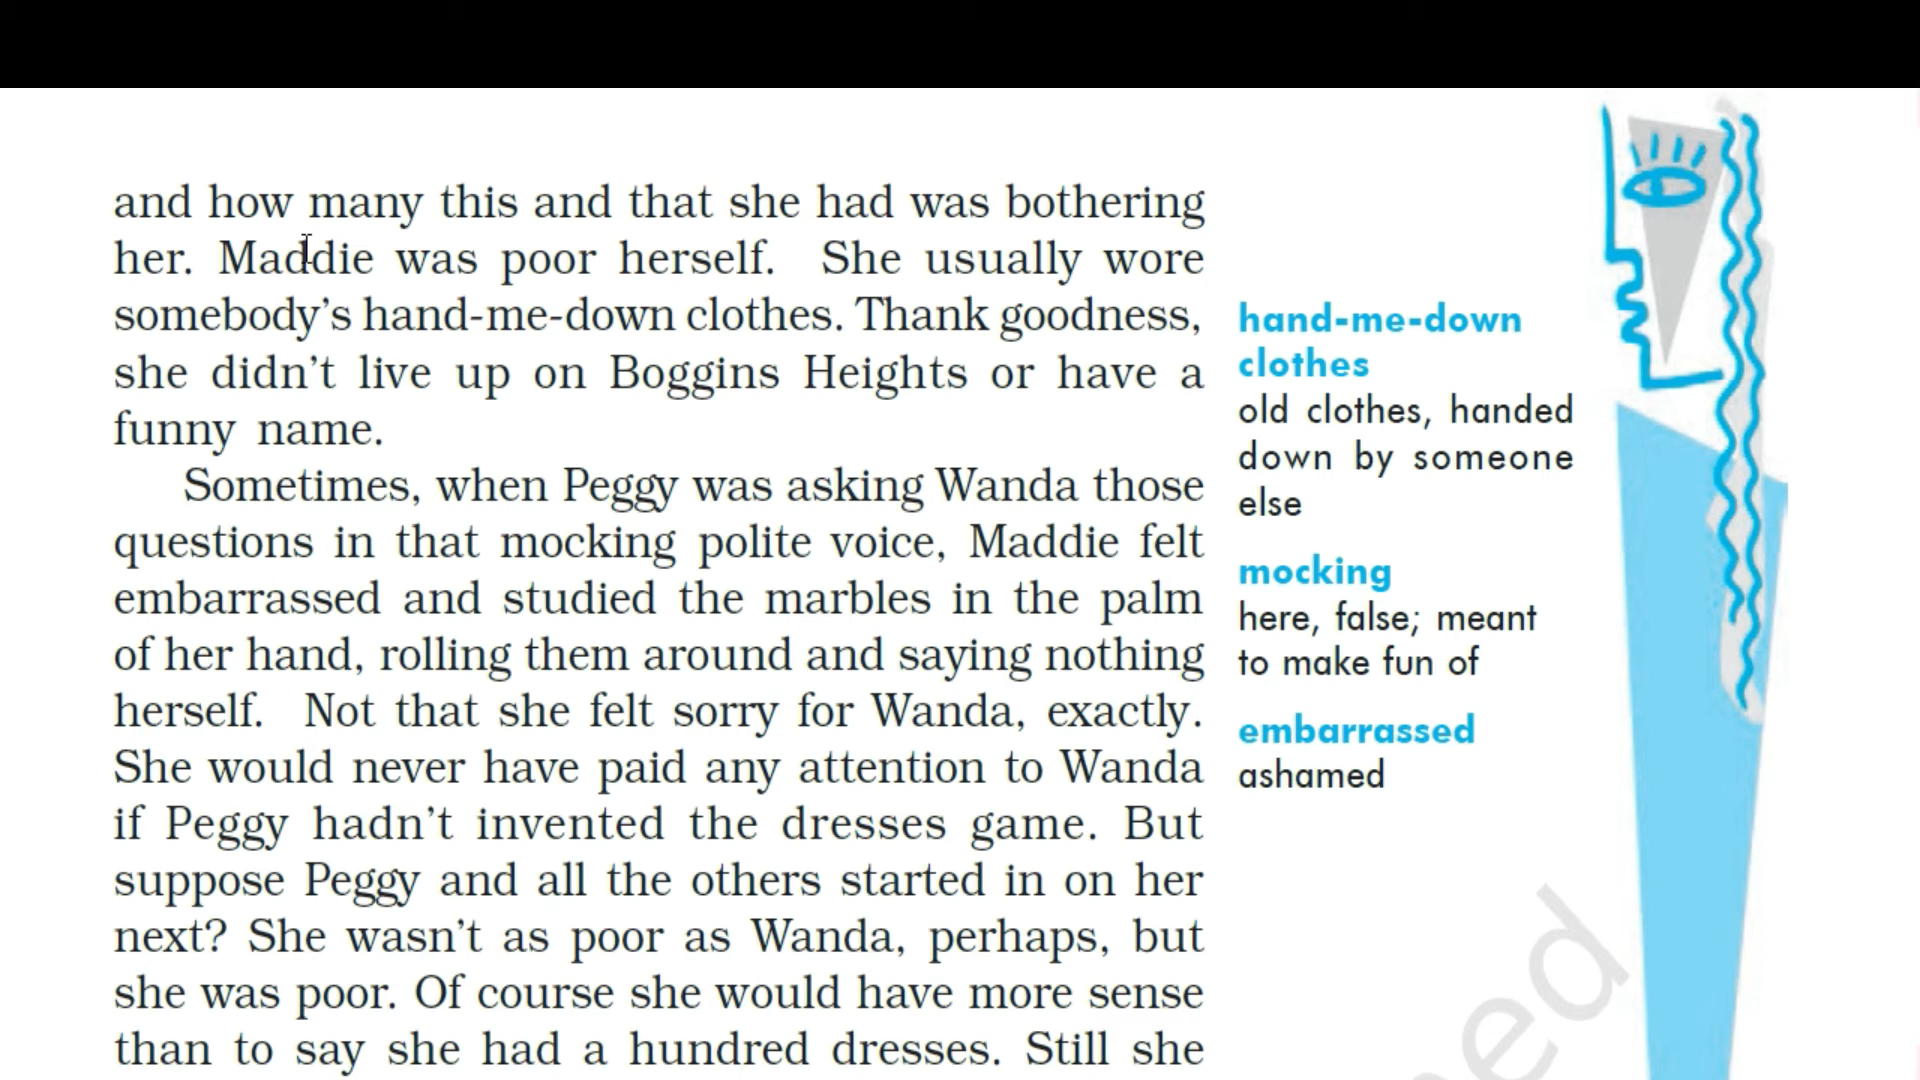 and how many this and that she had was bothering
her. Maddie was poor herself. She usually wore
somebody’s hand-me-down clothes. Thank goodness,
she didn’t live up on Boggins Heights or have a
funny name.
Sometimes, when Peggy was asking Wanda those
questions in that mocking polite voice, Maddie felt
embarrassed and studied the marbles in the palm
of her hand, rolling them around and saying nothing
herself. Not that she felt sorry for Wanda, exactly.
She would never have paid any attention to Wanda
if Peggy hadn’t invented the dresses game. But
suppose Peggy and all the others started in on her
next? She wasn’t as poor as Wanda, perhaps, but
she was poor. Of course she would have more sense
than to say she had a hundred dresses. Still she
hand-me-down
clothes
old clothes, handed
down by someone
else
mocking
here, false; meant
to make fun of
embarrassed
ashamed